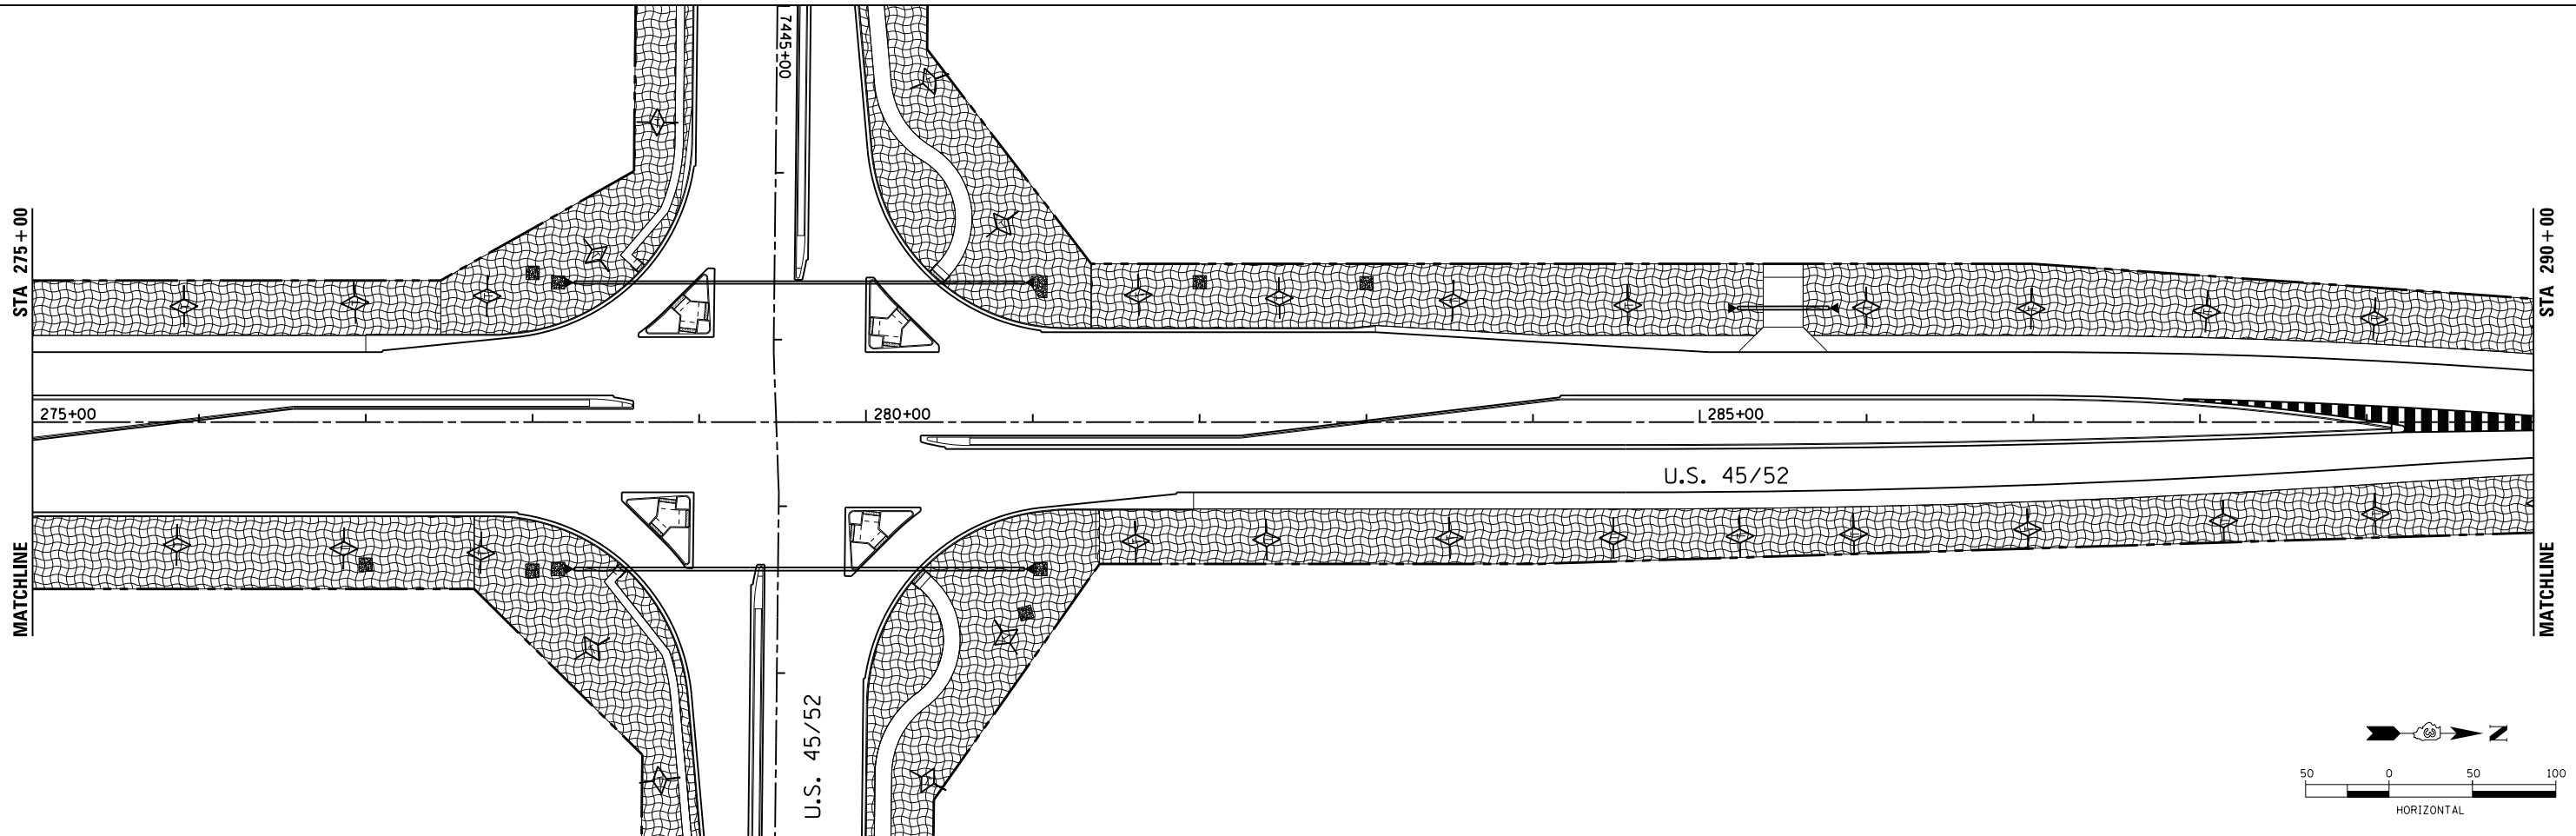 7445+00
STA 275+00
STA 290+00
275+00
280+00
285+00
U.S. 45/52
MATCHLINE
MATCHLINE
U.S. 45/52
N
50 0 50 100
HORIZONTAL